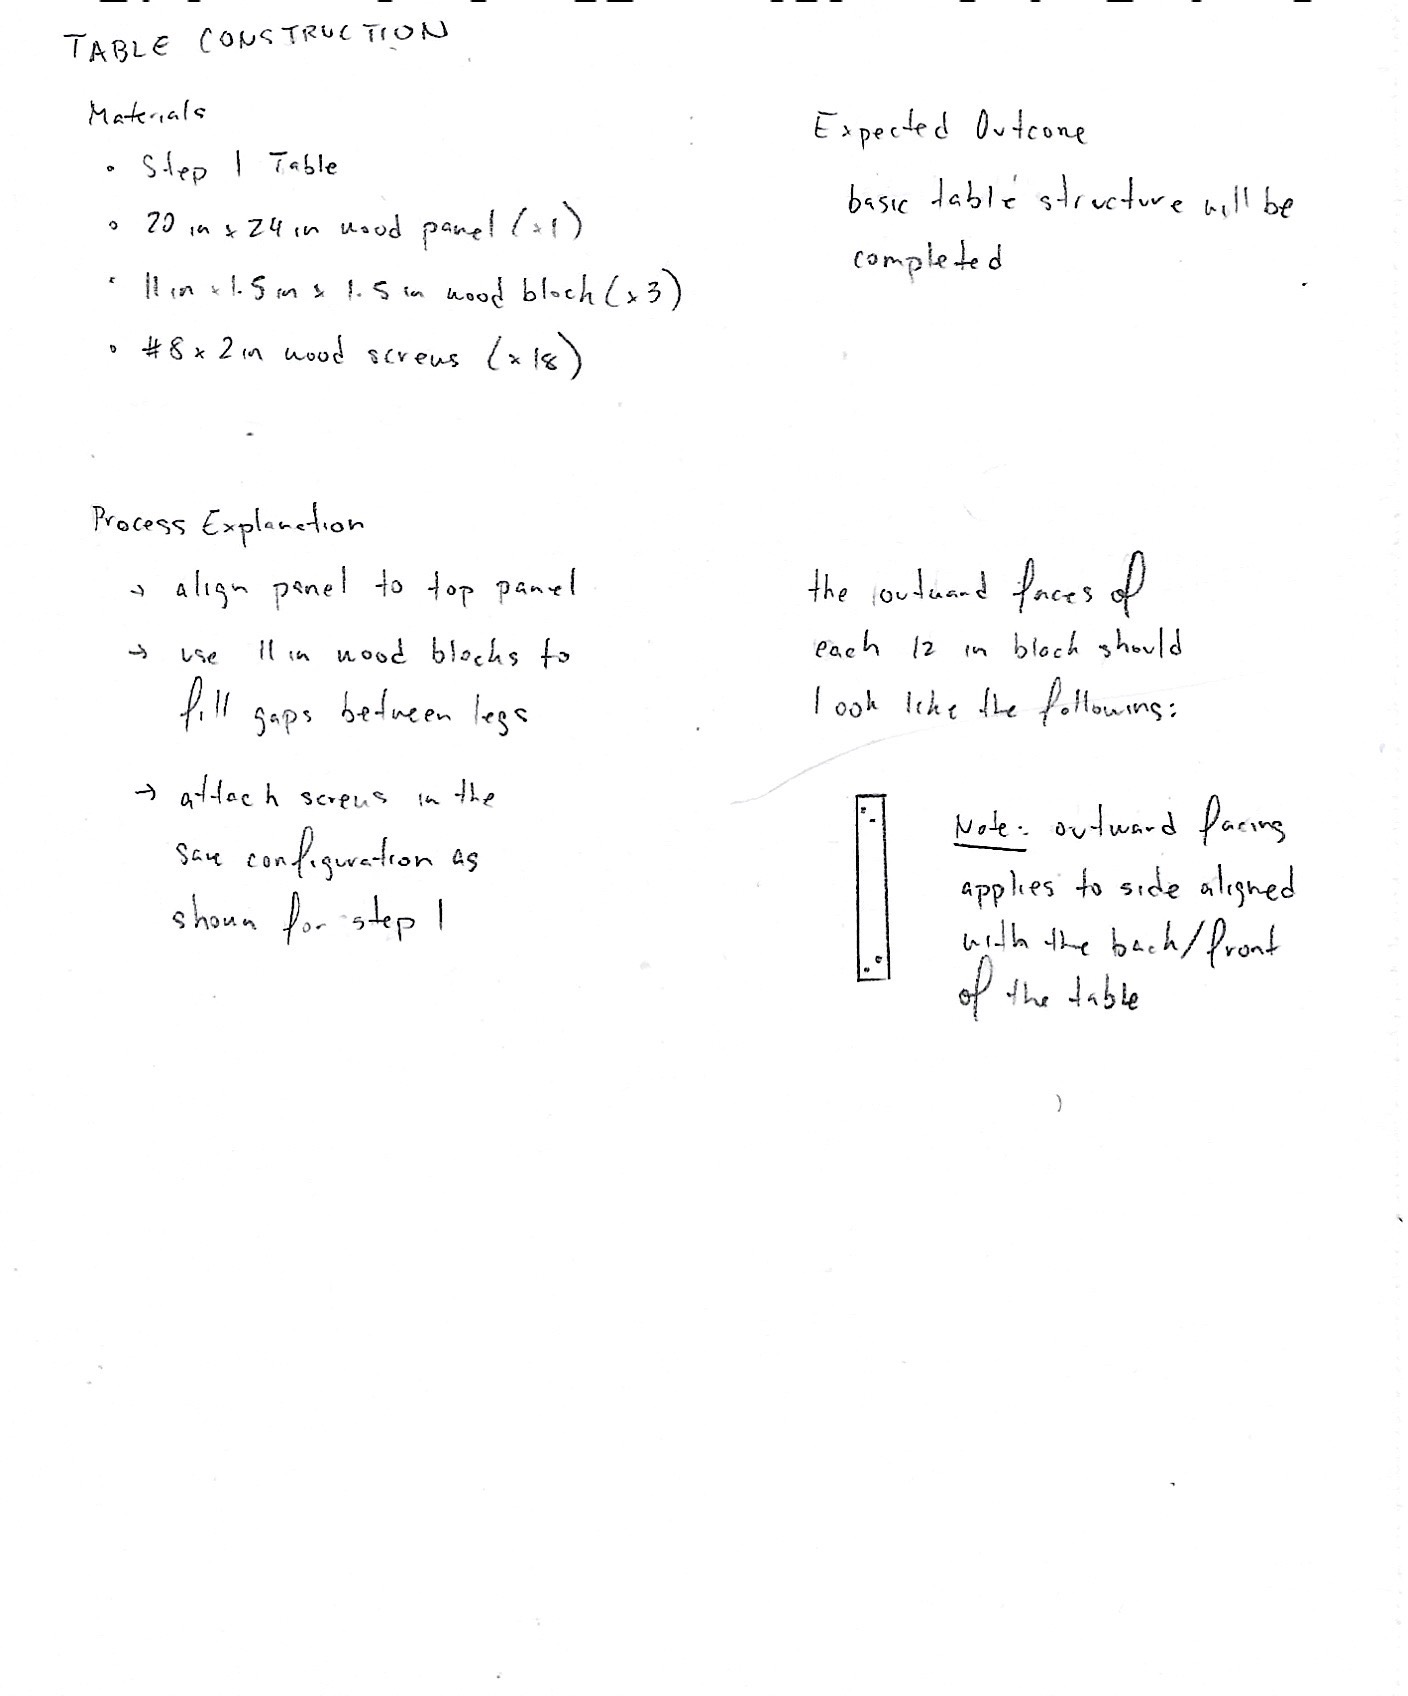 TABLE CONSTRUCTION
Materials
• Step 1 Table
• 20 in x 24 in wood panel (x1)
• 11 in x 1.5 in x 1.5 in wood block (x3)
• #8 x 2 in wood screws (x18)
Expected Outcome
basic table structure will be
completed
Process Explanation
→ align panel to top panel
→ use 11 in wood blocks to
fill gaps between legs
→ attach screws in the
same configuration as
shown for step 1
the outward faces of
each 12 in block should
look like the following:
Note: outward facing
applies to side aligned
with the back/front
of the table